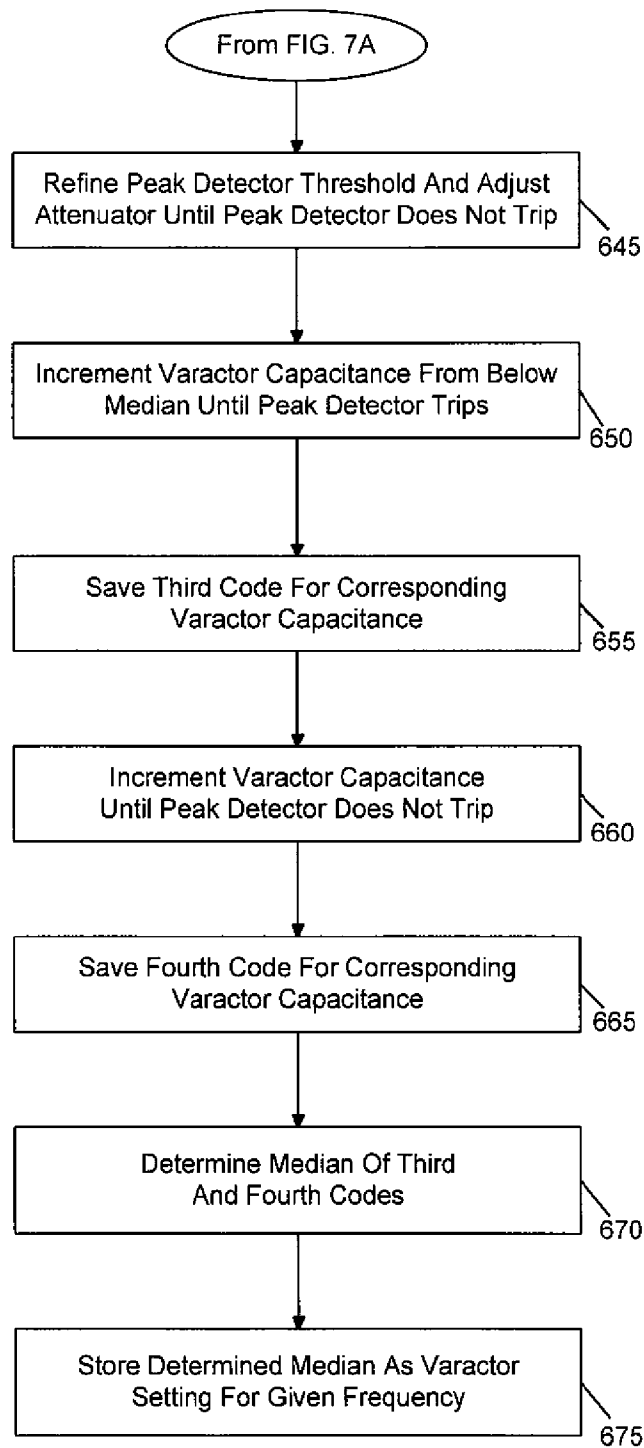 From FIG. 7A
Refine Peak Detector Threshold And Adjust
Attenuator Until Peak Detector Does Not Trip
645
Increment Varactor Capacitance From Below
Median Until Peak Detector Trips
650
Save Third Code For Corresponding
Varactor Capacitance
655
Increment Varactor Capacitance
Until Peak Detector Does Not Trip
660
Save Fourth Code For Corresponding
Varactor Capacitance
665
Determine Median Of Third
And Fourth Codes
670
Store Determined Median As Varactor
Setting For Given Frequency
675